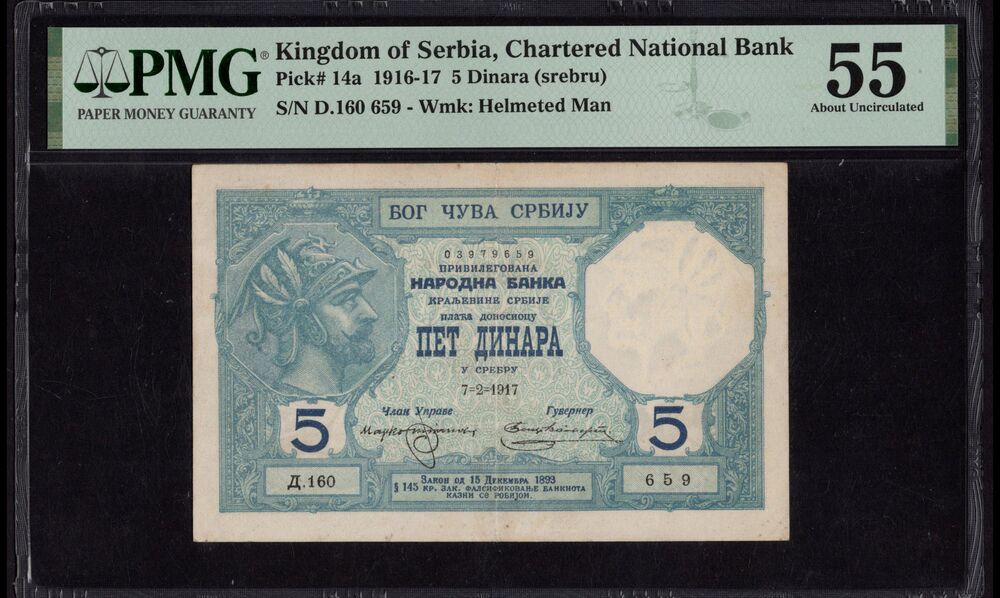 PMG®
PAPER MONEY GUARANTY
Kingdom of Serbia, Chartered National Bank
Pick# 14a 1916-17 5 Dinara (srebru)
S/N D.160 659 - Wmk: Helmeted Man
55
About Uncirculated
БОГ ЧУВА СРБИЈУ
03979659
ПРИВИЛЕГОВАНА
НАРОДНА БАНКА
КРАЉЕВИНЕ СРБИЈЕ
плаћа доносиоцу
ПЕТ ДИНАРА
У СРЕБРУ
7=2=1917
Члан Управе
Гувернер
5
5
Д.160
Закон од 15 Декембра 1893
§ 145 КР. ЗАК. ФАЛСИФИКОВАЊЕ БАНКНОТА
КАЗНИ СЕ РОБИЈОМ.
659